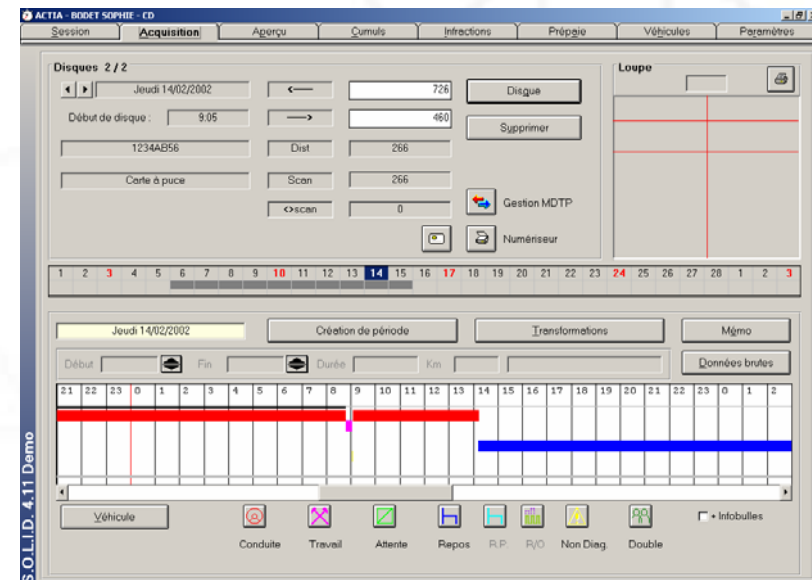 ACTIA - BODET SOPHIE - CD
Session Acquisition Aperçu Cumuls Infractions Prépaie Véhicules Paramètres
Disques 2/2
Loupe
Jeudi 14/02/2002 <---- 726 Disque
Début de disque : 9:05 ----> 460 Supprimer
1234AB56 Dist 266
Carte à puce Scan 266
Gestion MDTP
<>scan 0
Numériseur
1 2 3 4 5 6 7 8 9 10 11 12 13 14 15 16 17 18 19 20 21 22 23 24 25 26 27 28 1 2 3
Jeudi 14/02/2002 Création de période Transformations Mémo
Début Fin Durée Km Données brutes
21 22 23 0 1 2 3 4 5 6 7 8 9 10 11 12 13 14 15 16 17 18 19 20 21 22 23 0 1 2
Véhicule
+ Infobulles
Conduite Travail Attente Repos R.P. R/O Non Diag. Double
S.O.L.I.D. 4.11 Demo